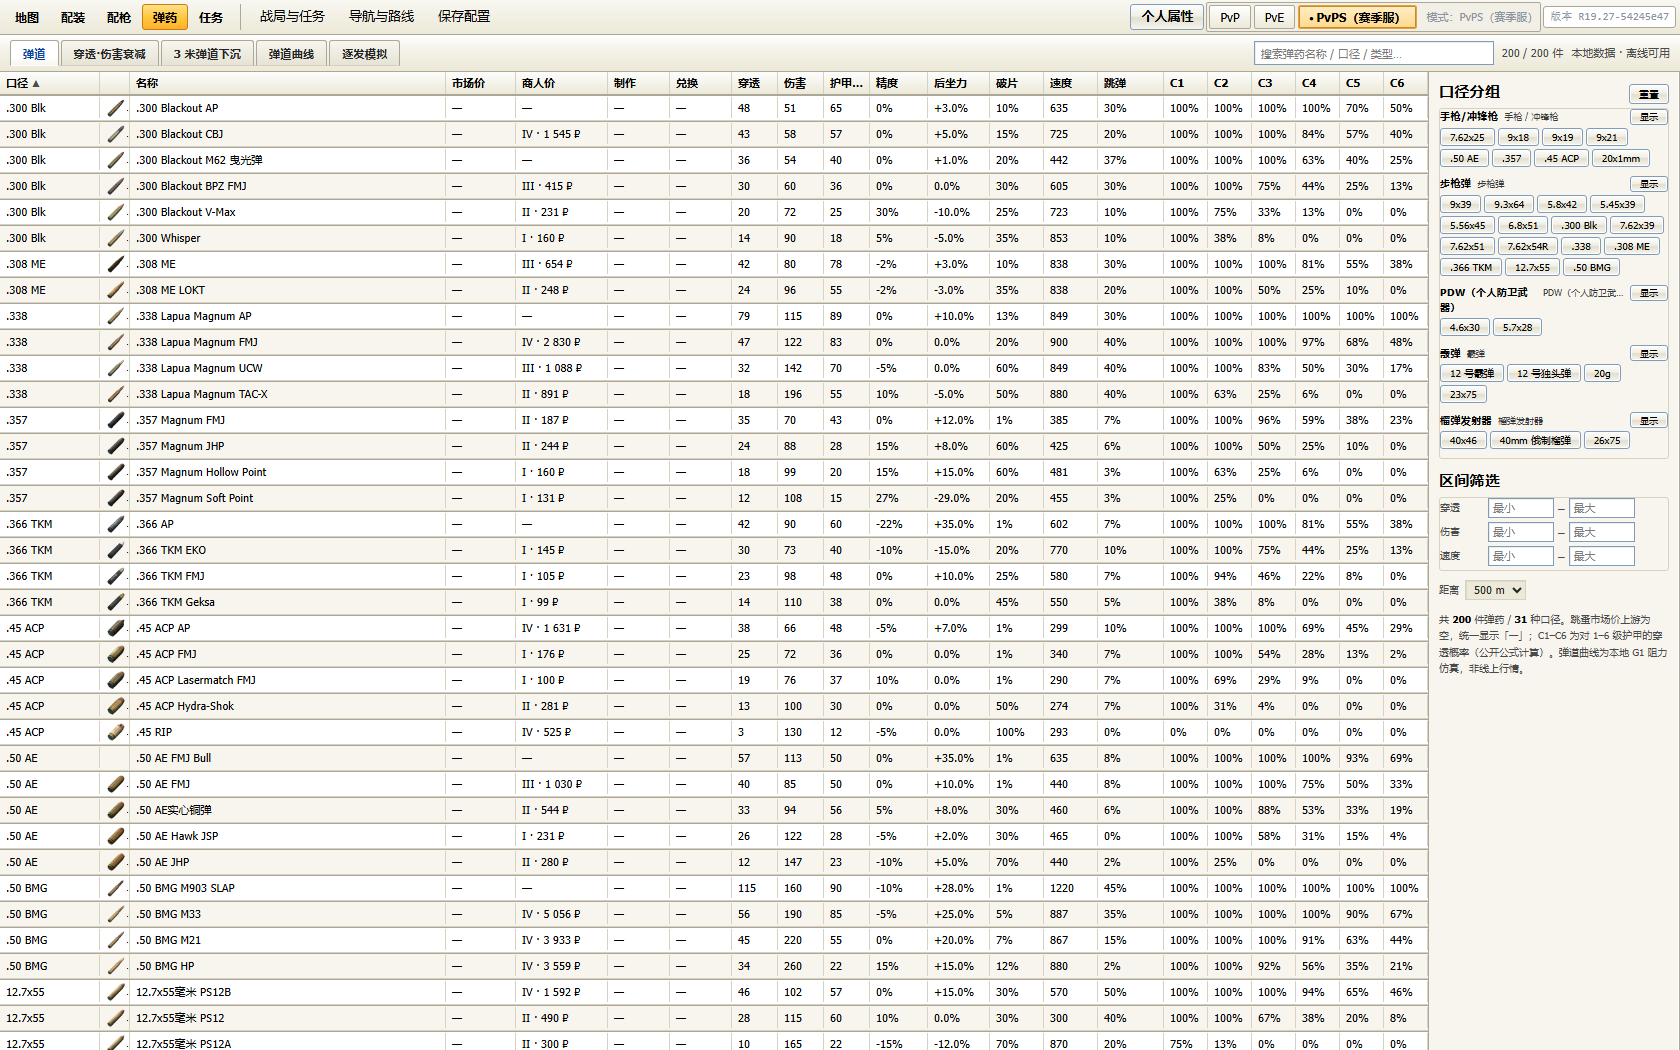 地图 配装 配枪 弹药 任务 战局与任务 导航与路线 保存配置 个人属性 PvP PvE • PvPS（赛季服） 模式: PvPS（赛季服） 版本 R19.27-54245e47
弹道 穿透·伤害衰减 3 米弹道下沉 弹道曲线 逐发模拟 搜索弹药名称 / 口径 / 类型... 200 / 200 件 本地数据 · 离线可用
口径 ▲ 名称 市场价 商人价 制作 兑换 穿透 伤害 护甲... 精度 后坐力 破片 速度 跳弹 C1 C2 C3 C4 C5 C6
.300 Blk .300 Blackout AP — — — — 48 51 65 0% +3.0% 10% 635 30% 100% 100% 100% 100% 70% 50%
.300 Blk .300 Blackout CBJ — IV · 1 545 ₽ — — 43 58 57 0% +5.0% 15% 725 20% 100% 100% 100% 84% 57% 40%
.300 Blk .300 Blackout M62 曳光弹 — — — — 36 54 40 0% +1.0% 20% 442 37% 100% 100% 100% 63% 40% 25%
.300 Blk .300 Blackout BPZ FMJ — III · 415 ₽ — — 30 60 36 0% 0.0% 30% 605 30% 100% 100% 75% 44% 25% 13%
.300 Blk .300 Blackout V-Max — II · 231 ₽ — — 20 72 25 30% -10.0% 25% 723 10% 100% 75% 33% 13% 0% 0%
.300 Blk .300 Whisper — I · 160 ₽ — — 14 90 18 5% -5.0% 35% 853 10% 100% 38% 8% 0% 0% 0%
.308 ME .308 ME — III · 654 ₽ — — 42 80 78 -2% +3.0% 10% 838 30% 100% 100% 100% 81% 55% 38%
.308 ME .308 ME LOKT — II · 248 ₽ — — 24 96 55 -2% -3.0% 35% 838 20% 100% 100% 50% 25% 10% 0%
.338 .338 Lapua Magnum AP — — — — 79 115 89 0% +10.0% 13% 849 30% 100% 100% 100% 100% 100% 100%
.338 .338 Lapua Magnum FMJ — IV · 2 830 ₽ — — 47 122 83 0% 0.0% 20% 900 40% 100% 100% 100% 97% 68% 48%
.338 .338 Lapua Magnum UCW — III · 1 088 ₽ — — 32 142 70 -5% 0.0% 60% 849 40% 100% 100% 83% 50% 30% 17%
.338 .338 Lapua Magnum TAC-X — II · 891 ₽ — — 18 196 55 10% -5.0% 50% 880 40% 100% 63% 25% 6% 0% 0%
.357 .357 Magnum FMJ — II · 187 ₽ — — 35 70 43 0% +12.0% 1% 385 7% 100% 100% 96% 59% 38% 23%
.357 .357 Magnum JHP — II · 244 ₽ — — 24 88 28 15% +8.0% 60% 425 6% 100% 100% 50% 25% 10% 0%
.357 .357 Magnum Hollow Point — I · 160 ₽ — — 18 99 20 15% +15.0% 60% 481 3% 100% 63% 25% 6% 0% 0%
.357 .357 Magnum Soft Point — I · 131 ₽ — — 12 108 15 27% -29.0% 20% 455 3% 100% 25% 0% 0% 0% 0%
.366 TKM .366 AP — — — — 42 90 60 -22% +35.0% 1% 602 7% 100% 100% 100% 81% 55% 38%
.366 TKM .366 TKM EKO — I · 145 ₽ — — 30 73 40 -10% -15.0% 20% 770 10% 100% 100% 75% 44% 25% 13%
.366 TKM .366 TKM FMJ — I · 105 ₽ — — 23 98 48 0% +10.0% 25% 580 7% 100% 94% 46% 22% 8% 0%
.366 TKM .366 TKM Geksa — I · 99 ₽ — — 14 110 38 0% 0.0% 45% 550 5% 100% 38% 8% 0% 0% 0%
.45 ACP .45 ACP AP — IV · 1 631 ₽ — — 38 66 48 -5% +7.0% 1% 299 10% 100% 100% 100% 69% 45% 29%
.45 ACP .45 ACP FMJ — I · 176 ₽ — — 25 72 36 0% 0.0% 1% 340 7% 100% 100% 54% 28% 13% 2%
.45 ACP .45 ACP Lasermatch FMJ — I · 100 ₽ — — 19 76 37 10% 0.0% 1% 290 7% 100% 69% 29% 9% 0% 0%
.45 ACP .45 ACP Hydra-Shok — II · 281 ₽ — — 13 100 30 0% 0.0% 50% 274 7% 100% 31% 4% 0% 0% 0%
.45 ACP .45 RIP — IV · 525 ₽ — — 3 130 12 -5% 0.0% 100% 293 0% 0% 0% 0% 0% 0% 0%
.50 AE .50 AE FMJ Bull — — — — 57 113 50 0% +35.0% 1% 635 8% 100% 100% 100% 100% 93% 69%
.50 AE .50 AE FMJ — III · 1 030 ₽ — — 40 85 50 0% +10.0% 1% 440 8% 100% 100% 100% 75% 50% 33%
.50 AE .50 AE实心铜弹 — II · 544 ₽ — — 33 94 56 5% +8.0% 30% 460 6% 100% 100% 88% 53% 33% 19%
.50 AE .50 AE Hawk JSP — I · 231 ₽ — — 26 122 28 -5% +2.0% 30% 465 0% 100% 100% 58% 31% 15% 4%
.50 AE .50 AE JHP — II · 280 ₽ — — 12 147 23 -10% +5.0% 70% 440 2% 100% 25% 0% 0% 0% 0%
.50 BMG .50 BMG M903 SLAP — — — — 115 160 90 -10% +28.0% 1% 1220 45% 100% 100% 100% 100% 100% 100%
.50 BMG .50 BMG M33 — IV · 5 056 ₽ — — 56 190 85 -5% +25.0% 5% 887 35% 100% 100% 100% 100% 90% 67%
.50 BMG .50 BMG M21 — IV · 3 933 ₽ — — 45 220 55 0% +20.0% 7% 867 15% 100% 100% 100% 91% 63% 44%
.50 BMG .50 BMG HP — IV · 3 559 ₽ — — 34 260 22 15% +15.0% 12% 880 2% 100% 100% 92% 56% 35% 21%
12.7x55 12.7x55毫米 PS12B — IV · 1 592 ₽ — — 46 102 57 0% +15.0% 30% 570 50% 100% 100% 100% 94% 65% 46%
12.7x55 12.7x55毫米 PS12 — II · 490 ₽ — — 28 115 60 10% 0.0% 30% 300 40% 100% 100% 67% 38% 20% 8%
12.7x55 12.7x55毫米 PS12A — II · 300 ₽ — — 10 165 22 -15% -12.0% 70% 870 20% 75% 13% 0% 0% 0% 0%
口径分组 重置
手枪/冲锋枪 手枪 / 冲锋枪 显示
7.62x25 9x18 9x19 9x21
.50 AE .357 .45 ACP 20x1mm
步枪弹 步枪弹 显示
9x39 9.3x64 5.8x42 5.45x39
5.56x45 6.8x51 .300 Blk 7.62x39
7.62x51 7.62x54R .338 .308 ME
.366 TKM 12.7x55 .50 BMG
PDW（个人防卫武器） PDW（个人防卫武... 显示
4.6x30 5.7x28
霰弹 霰弹 显示
12 号霰弹 12 号独头弹 20g
23x75
榴弹发射器 榴弹发射器 显示
40x46 40mm 俄制榴弹 26x75
区间筛选
穿透 最小 – 最大
伤害 最小 – 最大
速度 最小 – 最大
距离 500 m
共 200 件弹药 / 31 种口径。跳蚤市场价上游为
空，统一显示「—」；C1–C6 为对 1–6 级护甲的穿
透概率（公开公式计算）。弹道曲线为本地 G1 阻力
仿真，非线上行情。